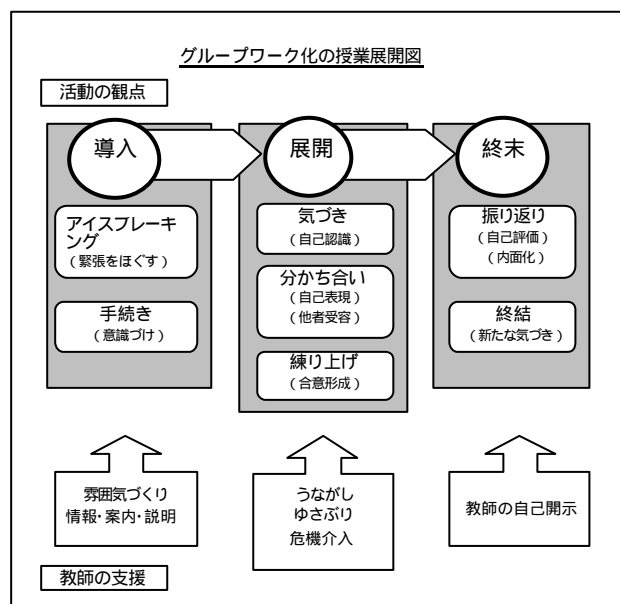 グループワーク化の授業展開図
活動の観点
導入
展開
終末
アイスブレーキ
ング
（緊張をほぐす）
手続き
（意識づけ）
気づき
（自己認識）
分かち合い
（自己表現）
（他者受容）
練り上げ
（合意形成）
振り返り
（自己評価）
（内面化）
終結
（新たな気づき）
雰囲気づくり
情報･案内･説明
うながし
ゆさぶり
危機介入
教師の自己開示
教師の支援